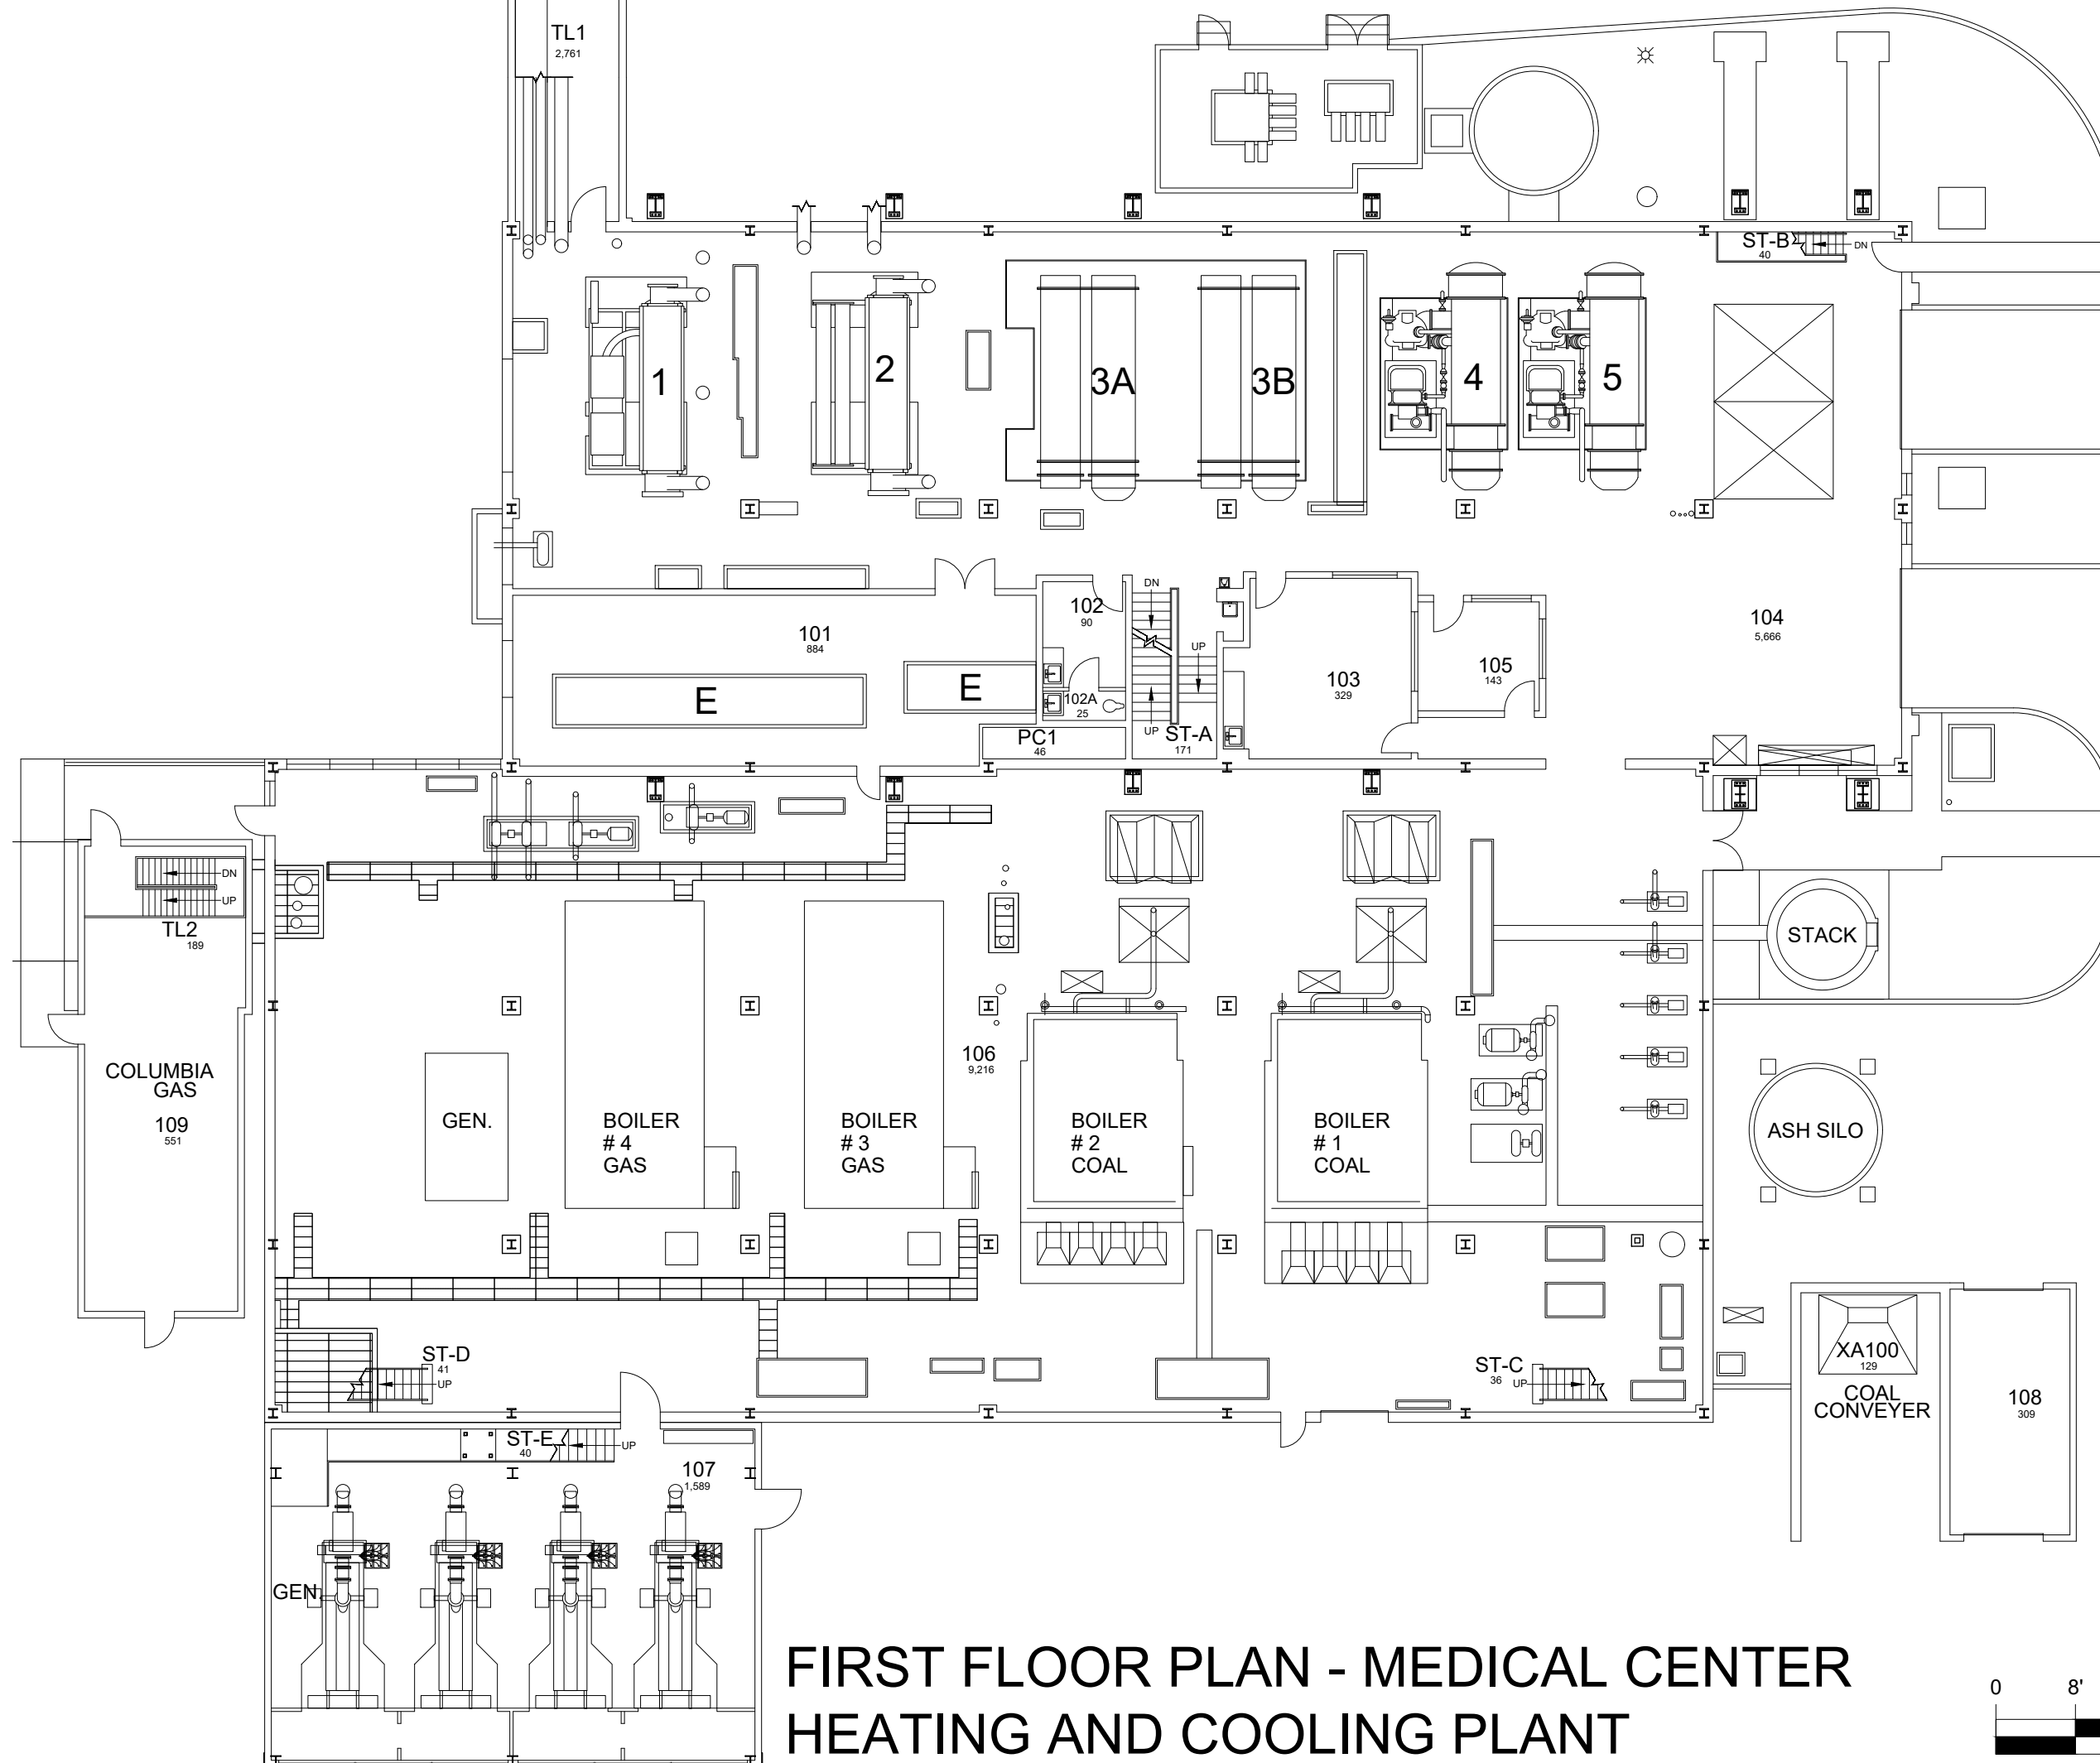 TL1
2,761
ST-B
40
DN
1
2
3A
3B
4
5
DN
102
90
101
884
UP
104
5,666
105
143
103
329
E
E
102A
25
UP
ST-A
171
PC1
46
DN
UP
TL2
189
STACK
106
9,216
COLUMBIA
GAS
109
551
GEN.
BOILER
# 4
GAS
BOILER
# 3
GAS
BOILER
# 2
COAL
BOILER
# 1
COAL
ASH SILO
ST-D
41
UP
ST-C
36
UP
XA100
129
COAL
CONVEYER
108
309
ST-E
40
UP
107
1,589
GEN.
FIRST FLOOR PLAN - MEDICAL CENTER
HEATING AND COOLING PLANT
0 8'